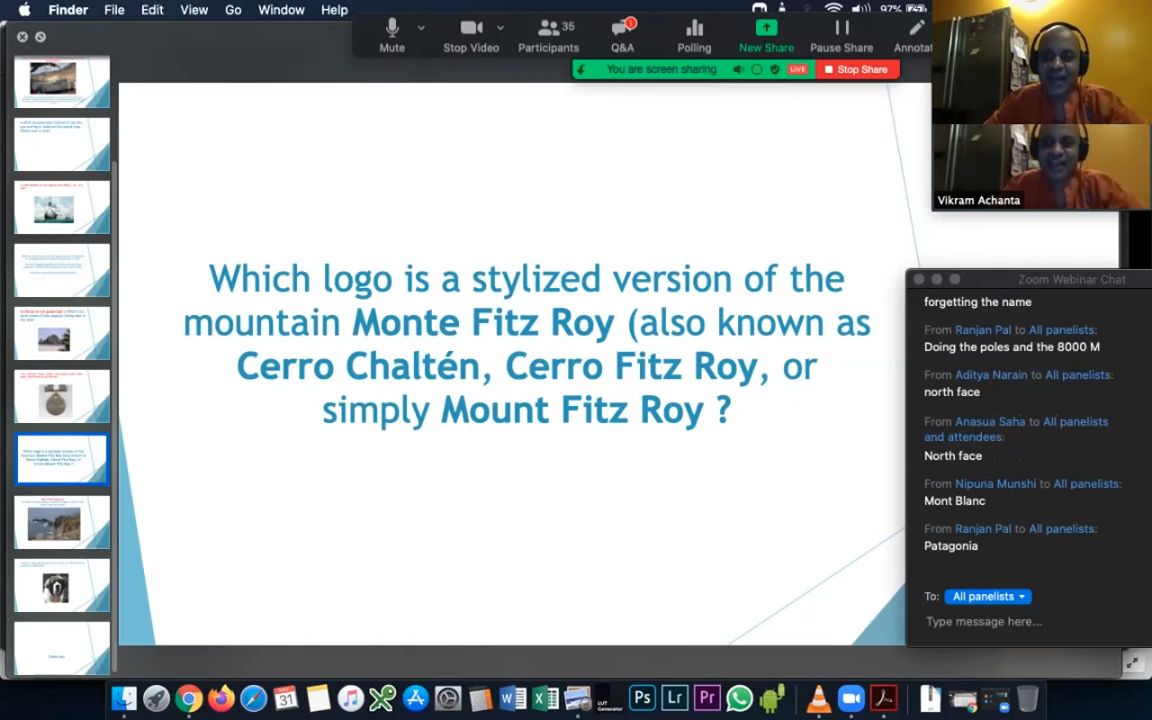 Finder File Edit View Go Window Help
97%
Mute
Stop Video
35
Participants
1
Q&A
Polling
New Share
Pause Share
Annotat
You are screen sharing
LIVE
Stop Share
Vikram Achanta
Which logo is a stylized version of the
mountain Monte Fitz Roy (also known as
Cerro Chaltén, Cerro Fitz Roy, or
simply Mount Fitz Roy ?
Zoom Webinar Chat
forgetting the name
From Ranjan Pal to All panelists:
Doing the poles and the 8000 M
From Aditya Narain to All panelists:
north face
From Anasua Saha to All panelists
and attendees:
North face
From Nipuna Munshi to All panelists:
Mont Blanc
From Ranjan Pal to All panelists:
Patagonia
To: All panelists
Type message here...
31
LUT
Generator
Ps
Lr
Pr